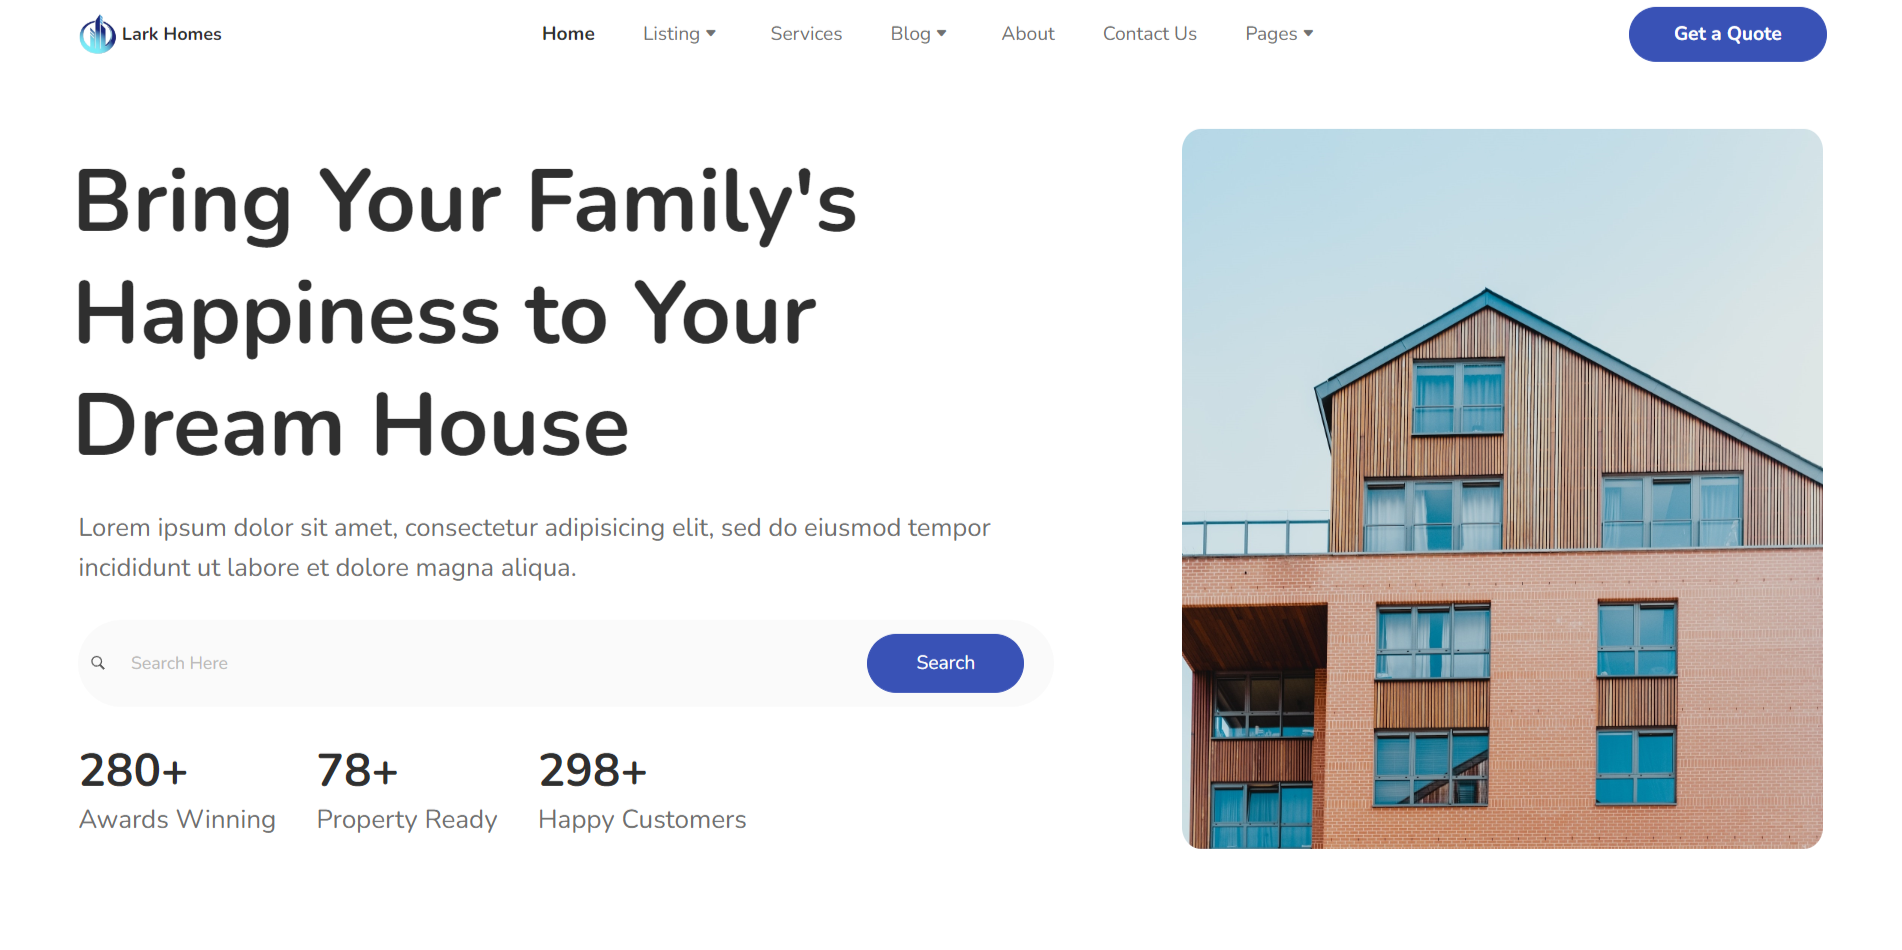 Lark Homes
Home Listing Services Blog About Contact Us Pages
Get a Quote
Bring Your Family's
Happiness to Your
Dream House
Lorem ipsum dolor sit amet, consectetur adipisicing elit, sed do eiusmod tempor
incididunt ut labore et dolore magna aliqua.
Search Here
Search
280+ 78+ 298+
Awards Winning Property Ready Happy Customers